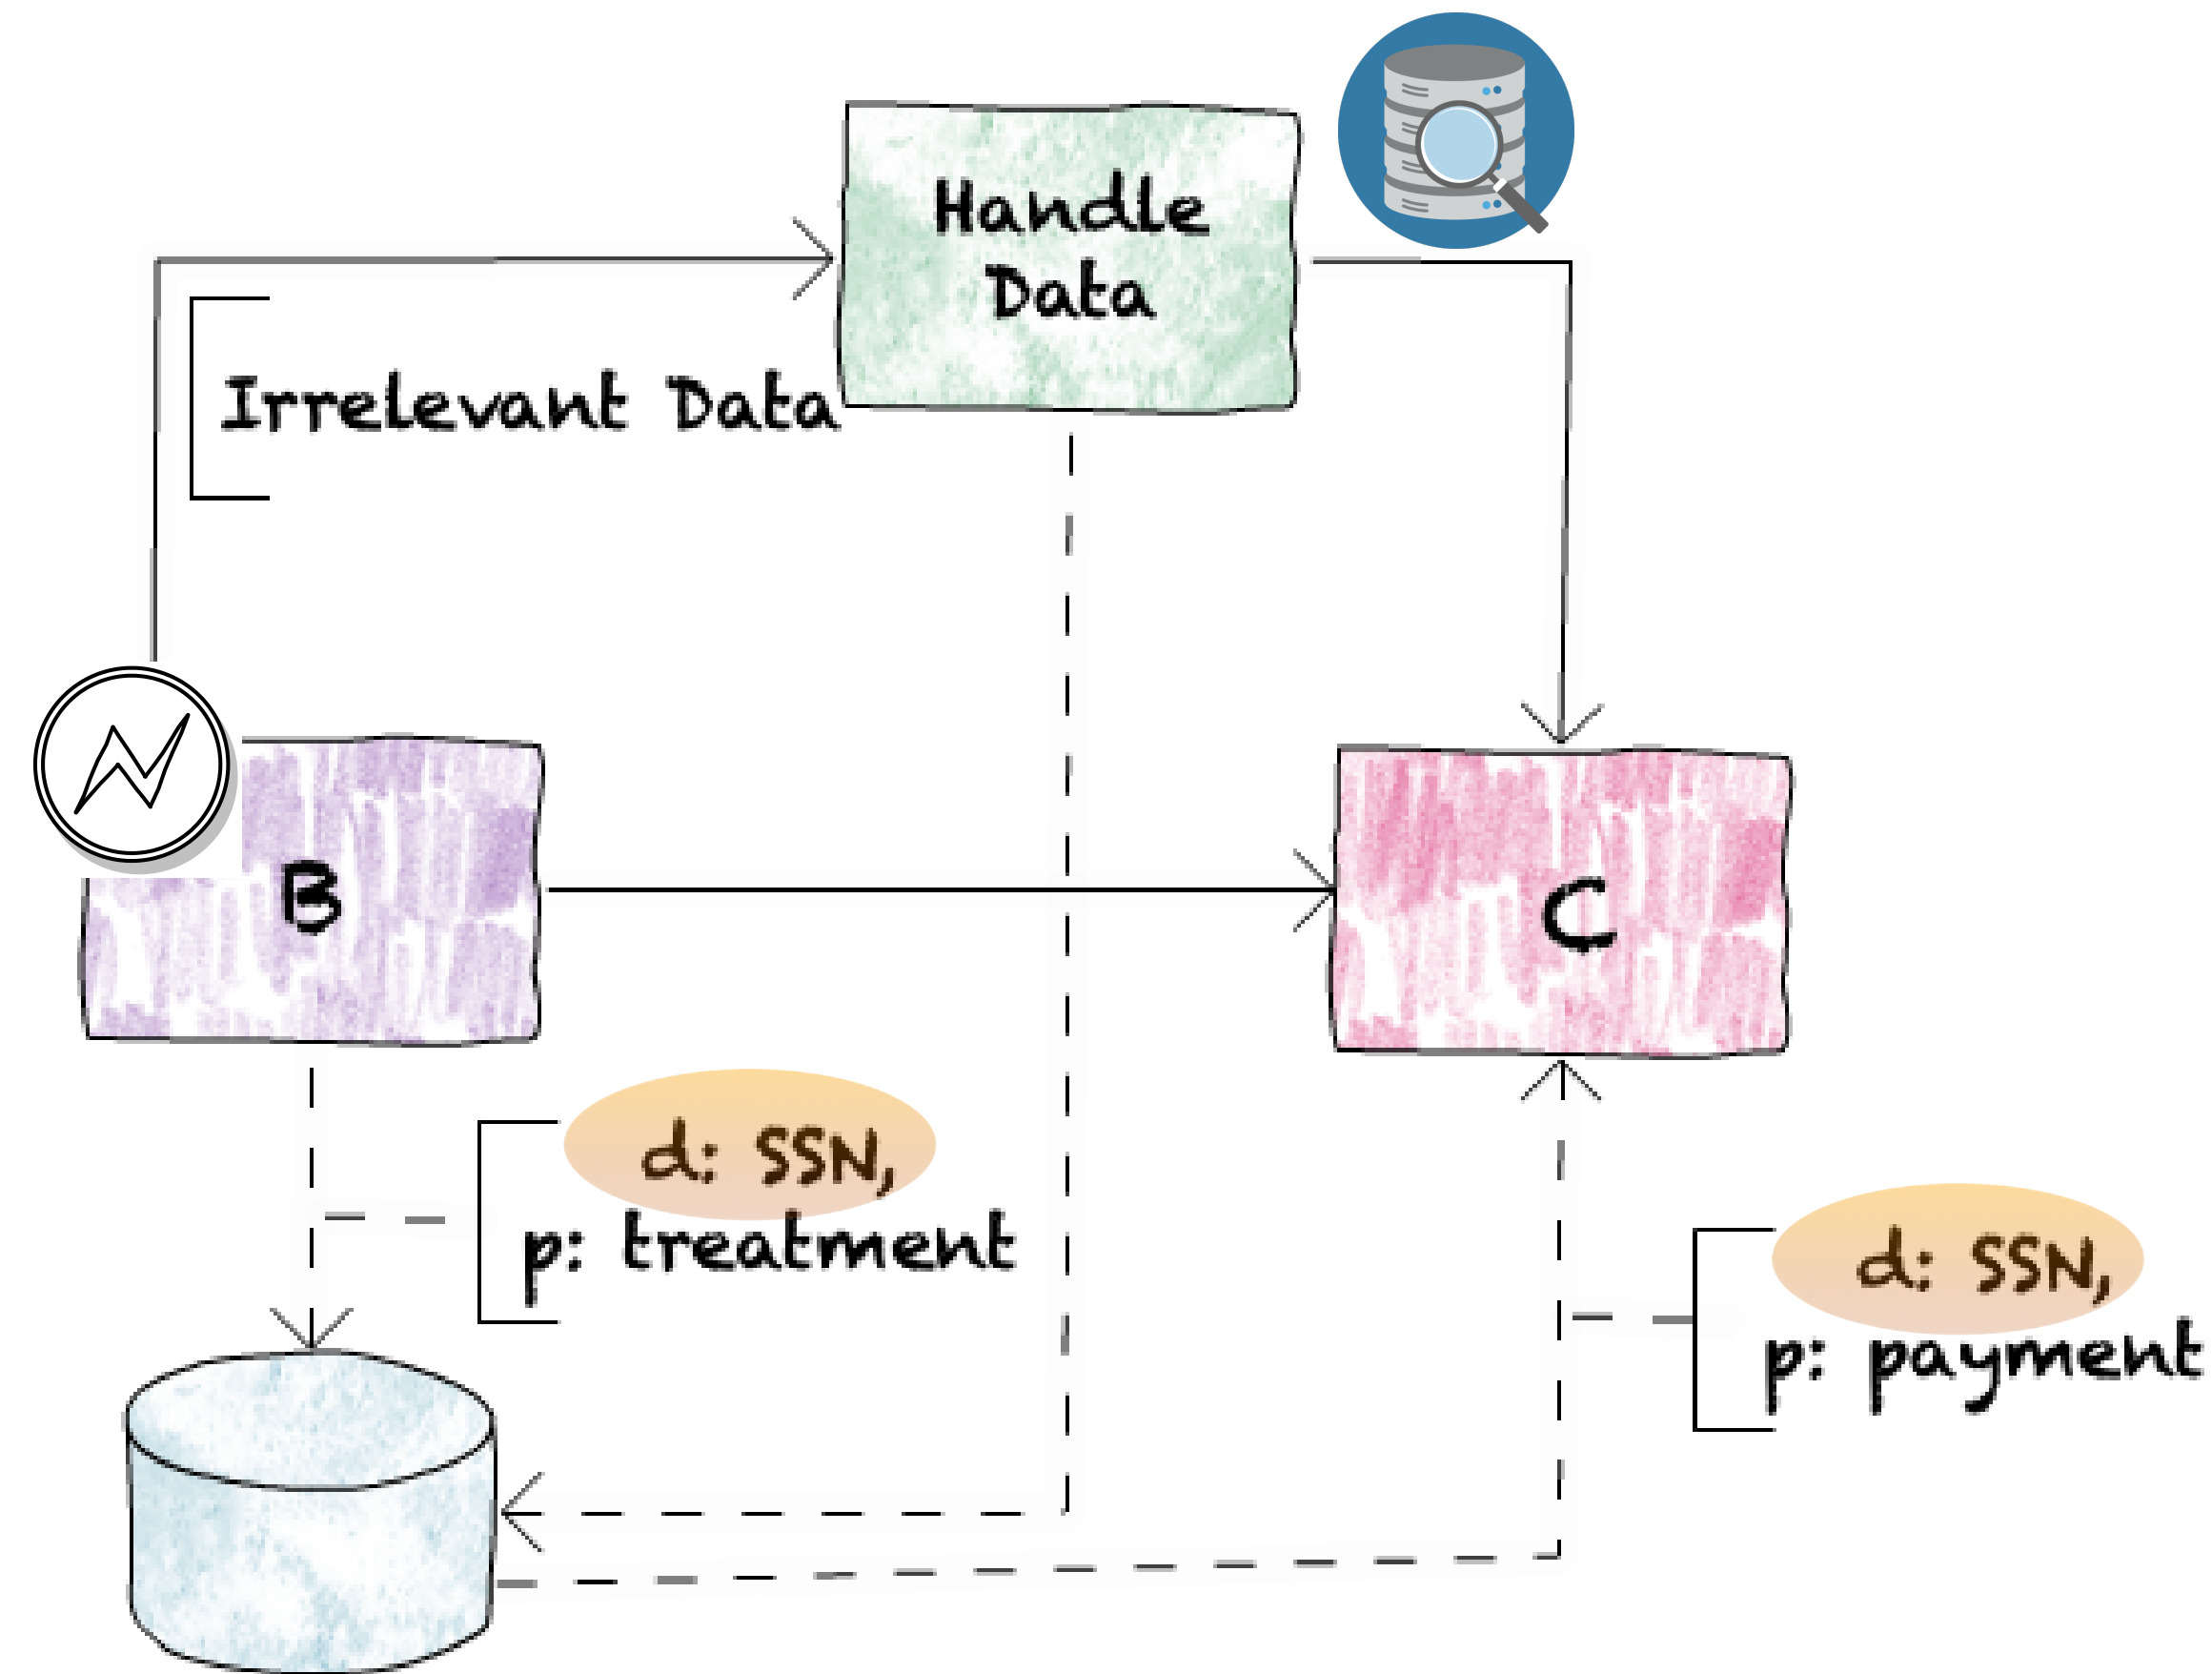 Handle
Data
Irrelevant Data
B
C
d: SSN,
p: treatment
d: SSN,
p: payment